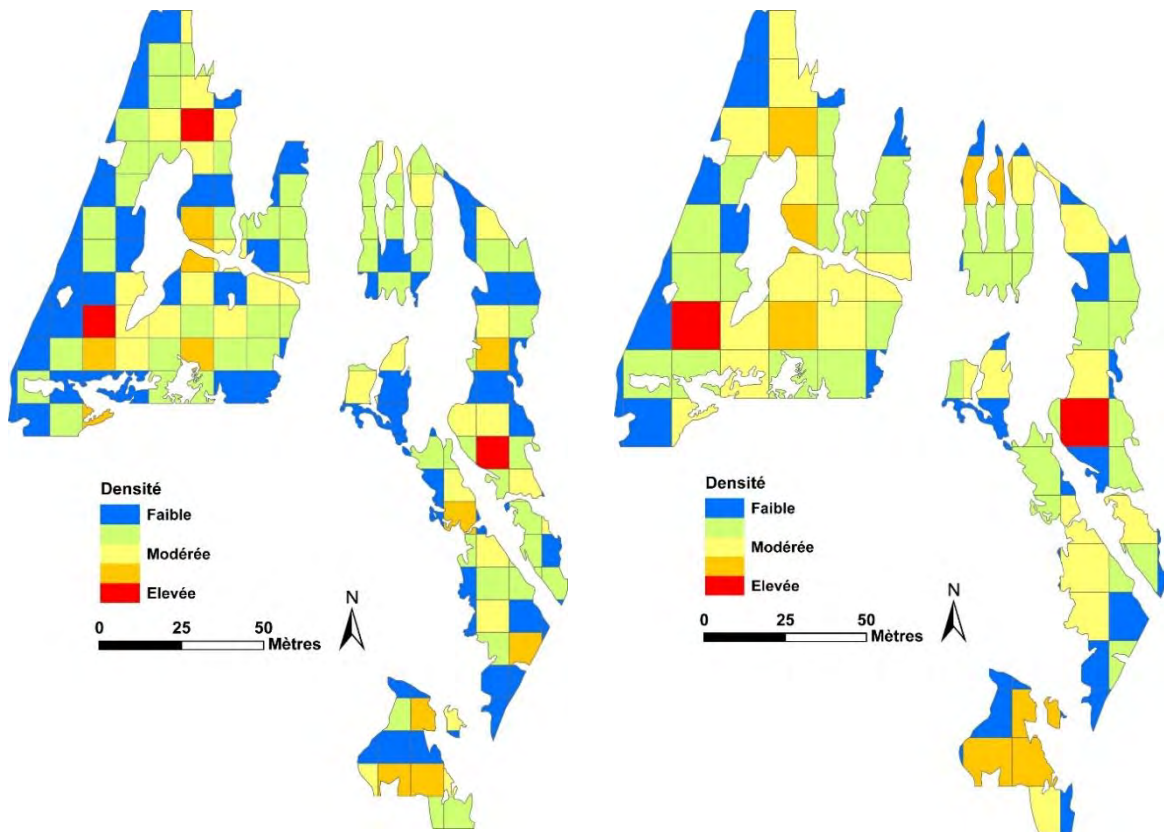 Densité
Faible
Modérée
Elevée
0 25 50
Mètres
N
Densité
Faible
Modérée
Elevée
0 25 50
Mètres
N